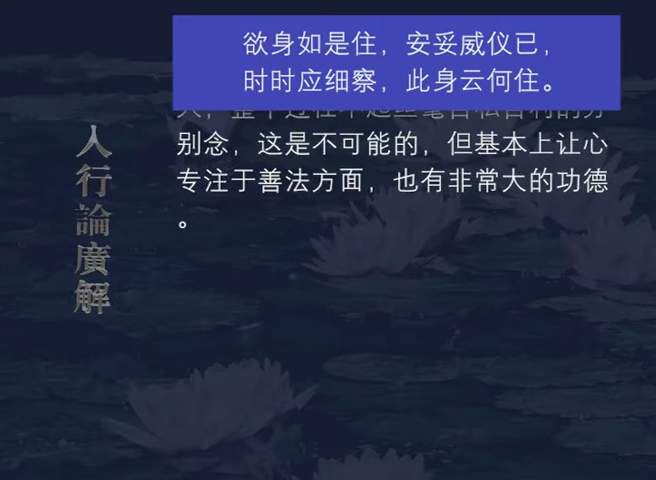 欲身如是住，安妥威仪已，
时时应细察，此身云何住。
别念，这是不可能的，但基本上让心
专注于善法方面，也有非常大的功德
。
入行論廣解